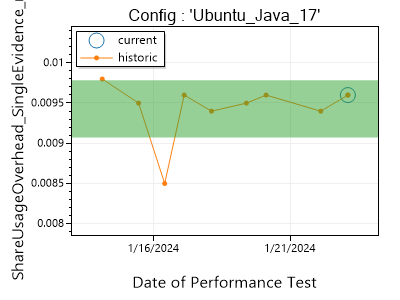 Config : 'Ubuntu_Java_17'
current
historic
0.01
0.0095
0.009
0.0085
0.008
ShareUsageOverhead_SingleEvidence_
1/16/2024
1/21/2024
Date of Performance Test